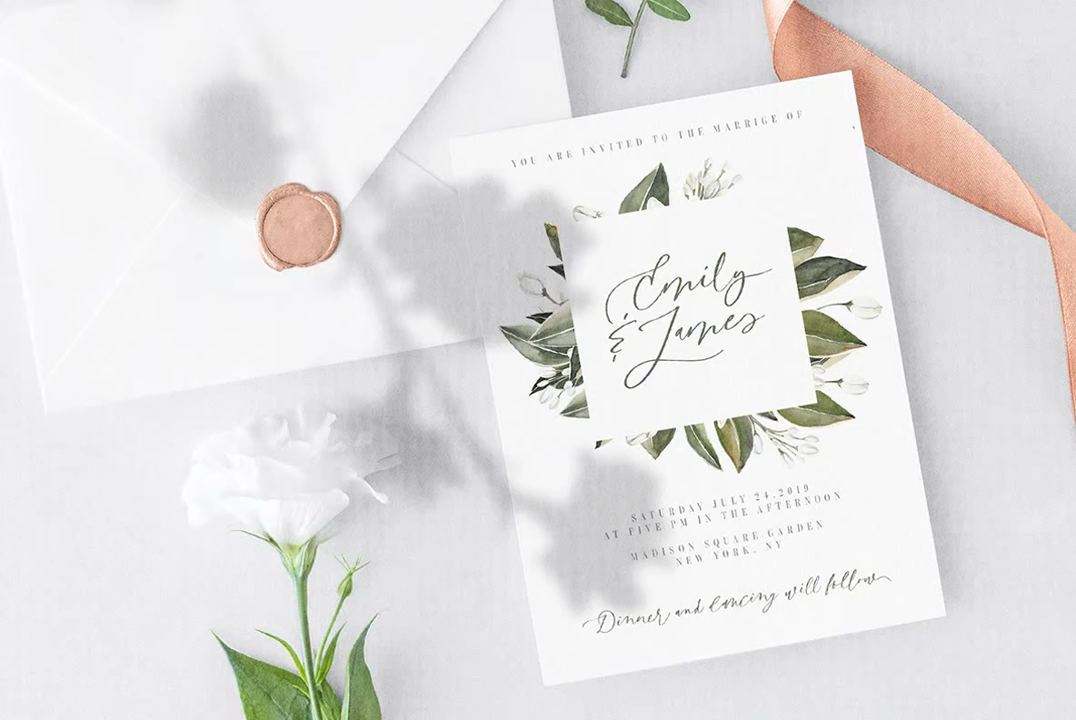 YOU ARE INVITED TO THE MARRIGE OF
Emily
& James
SATURDAY JULY 24.2019
AT FIVE PM IN THE AFTERNOON
MADISON SQUARE GARDEN
NEW YORK, NY
Dinner and dancing will follow